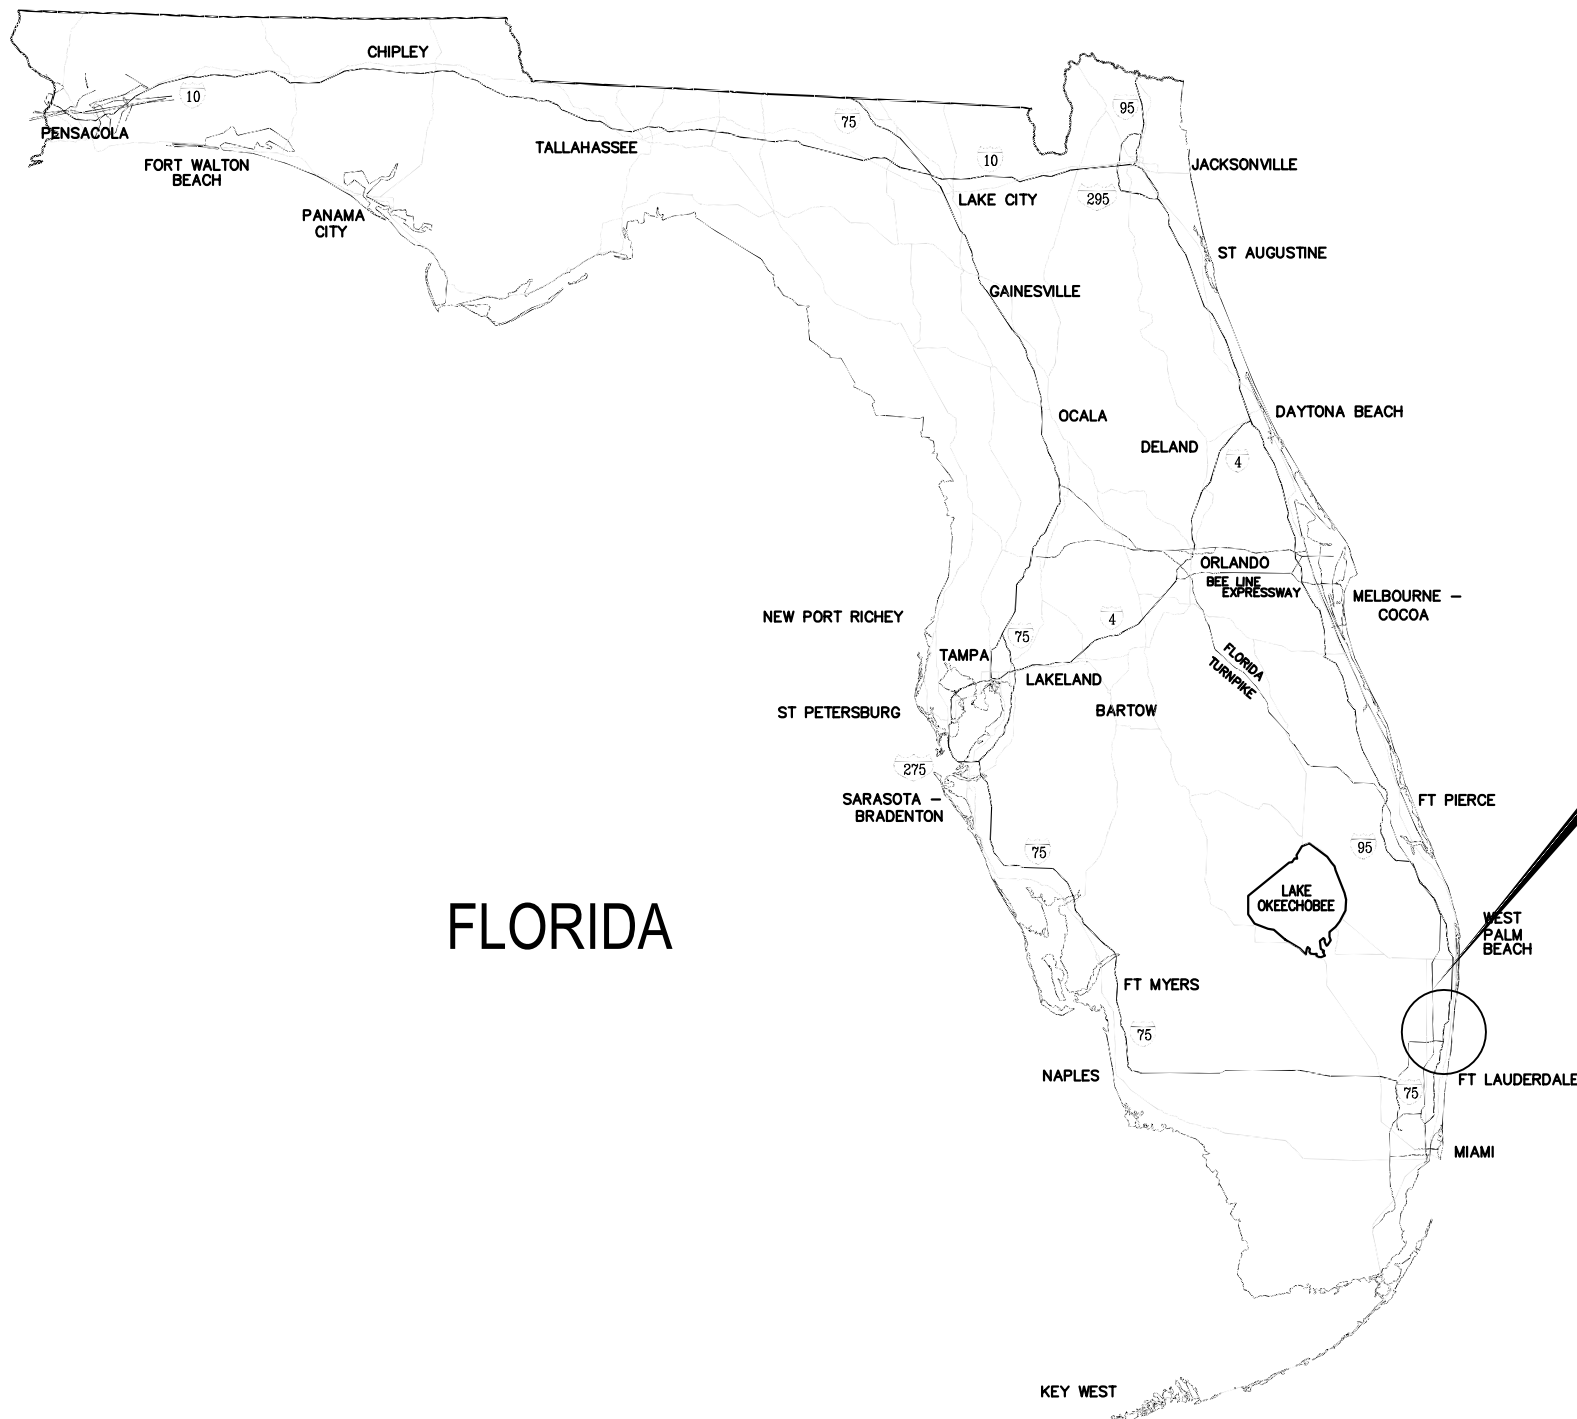 CHIPLEY
10
95
75
PENSACOLA
TALLAHASSEE
10
FORT WALTON
BEACH
JACKSONVILLE
LAKE CITY
295
PANAMA
CITY
ST AUGUSTINE
GAINESVILLE
OCALA
DAYTONA BEACH
DELAND
4
ORLANDO
BEE LINE
EXPRESSWAY
MELBOURNE –
COCOA
NEW PORT RICHEY
4
75
TAMPA
FLORIDA
TURNPIKE
LAKELAND
ST PETERSBURG
BARTOW
275
SARASOTA –
BRADENTON
FT PIERCE
75
95
LAKE
OKEECHOBEE
FLORIDA
WEST
PALM
BEACH
FT MYERS
75
NAPLES
FT LAUDERDALE
75
MIAMI
KEY WEST